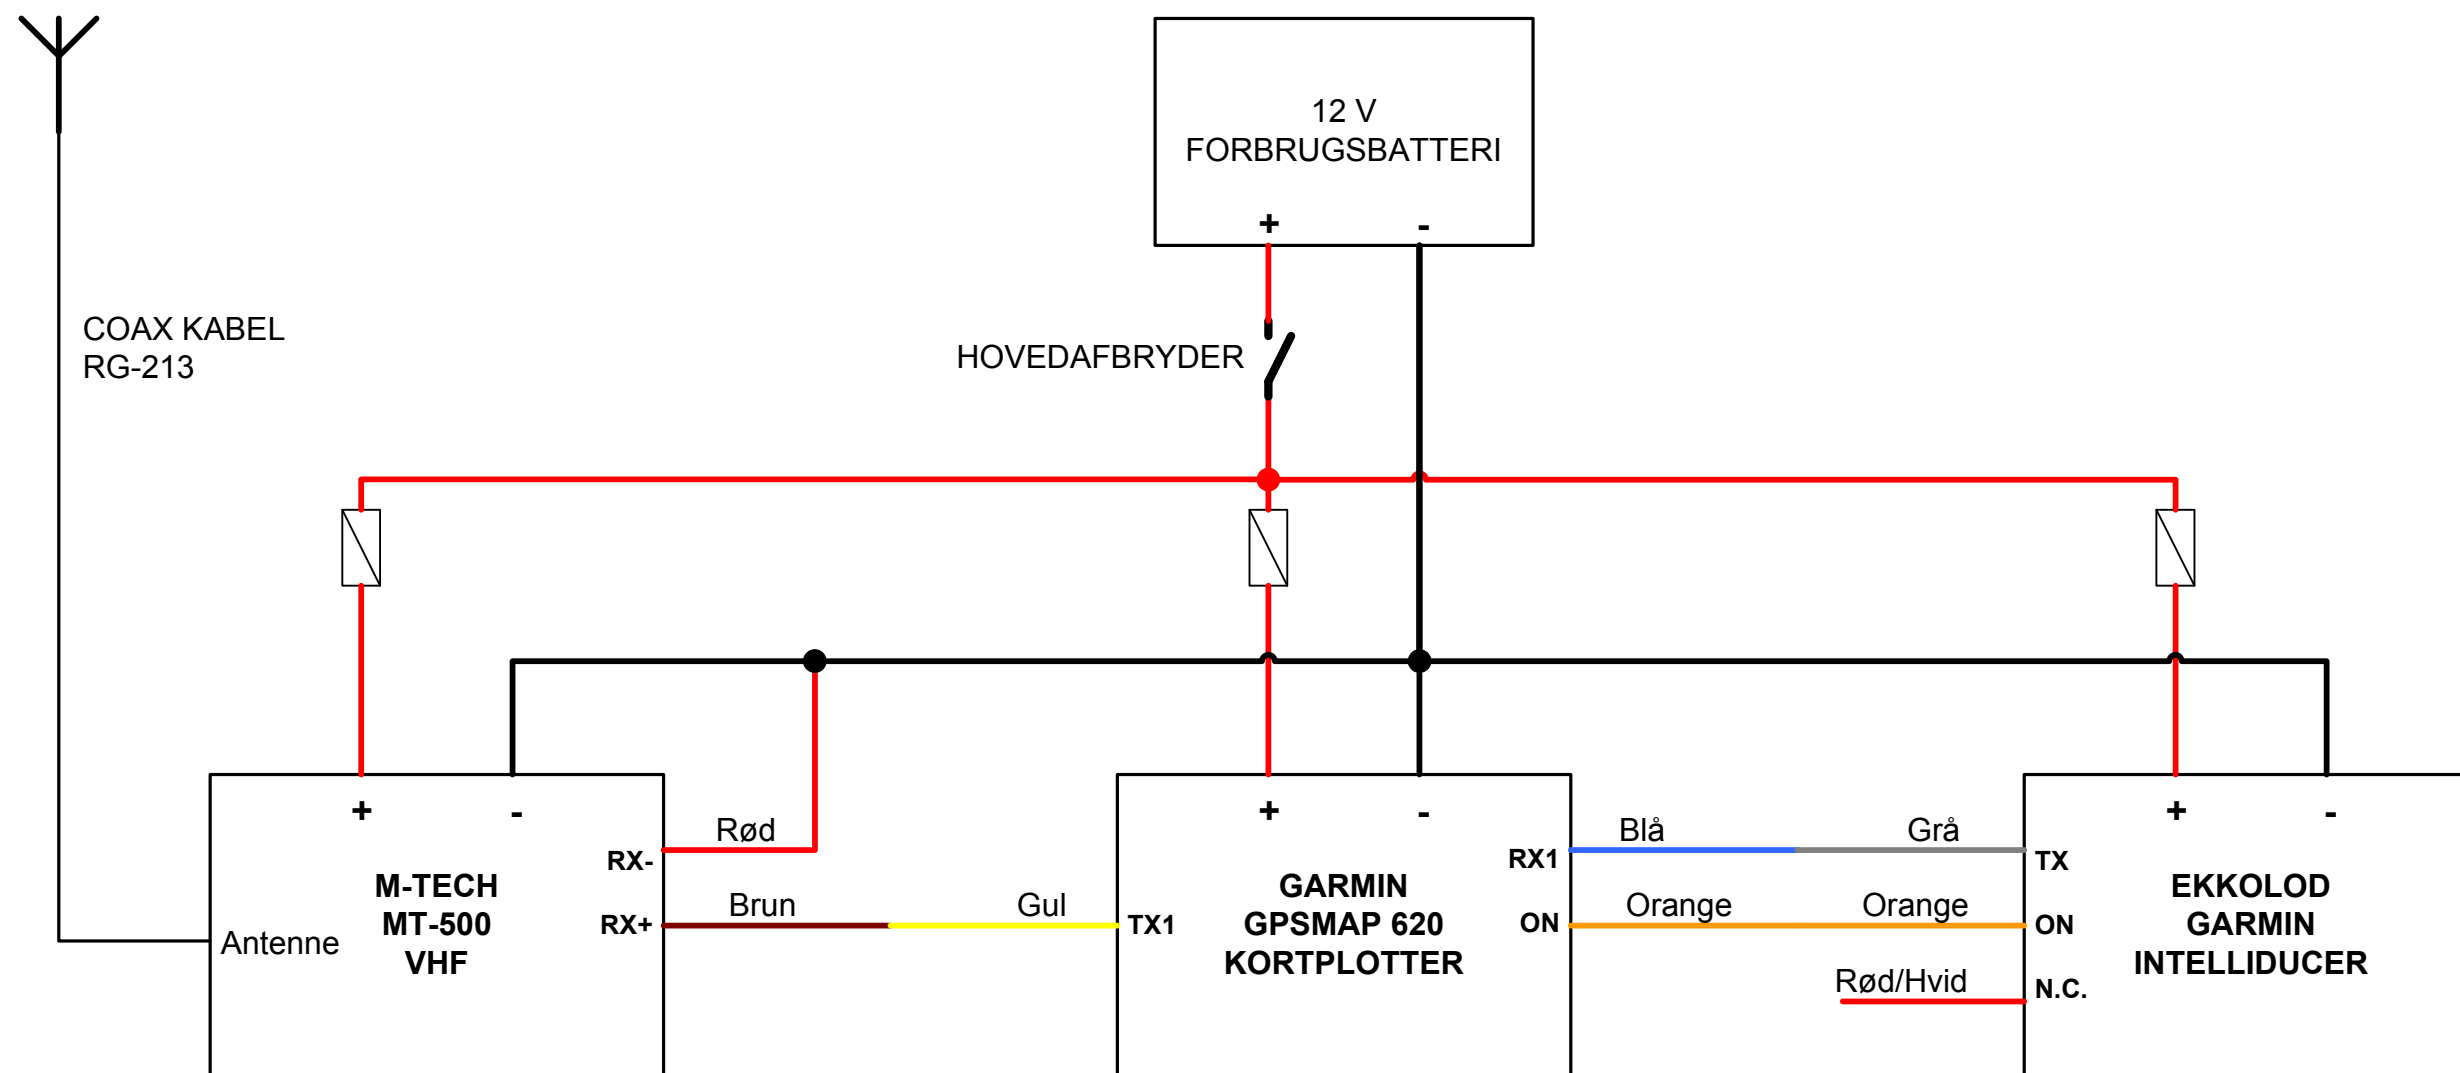 12 V
FORBRUGSBATTERI
+ -
COAX KABEL
RG-213
HOVEDAFBRYDER
+ -
Rød
RX-
M-TECH
MT-500
VHF
Brun
RX+
Antenne
Gul
TX1
+ -
GARMIN
GPSMAP 620
KORTPLOTTER
RX1
Blå
Grå
TX
ON
Orange
Orange
ON
Rød/Hvid
N.C.
+ -
EKKOLOD
GARMIN
INTELLIDUCER